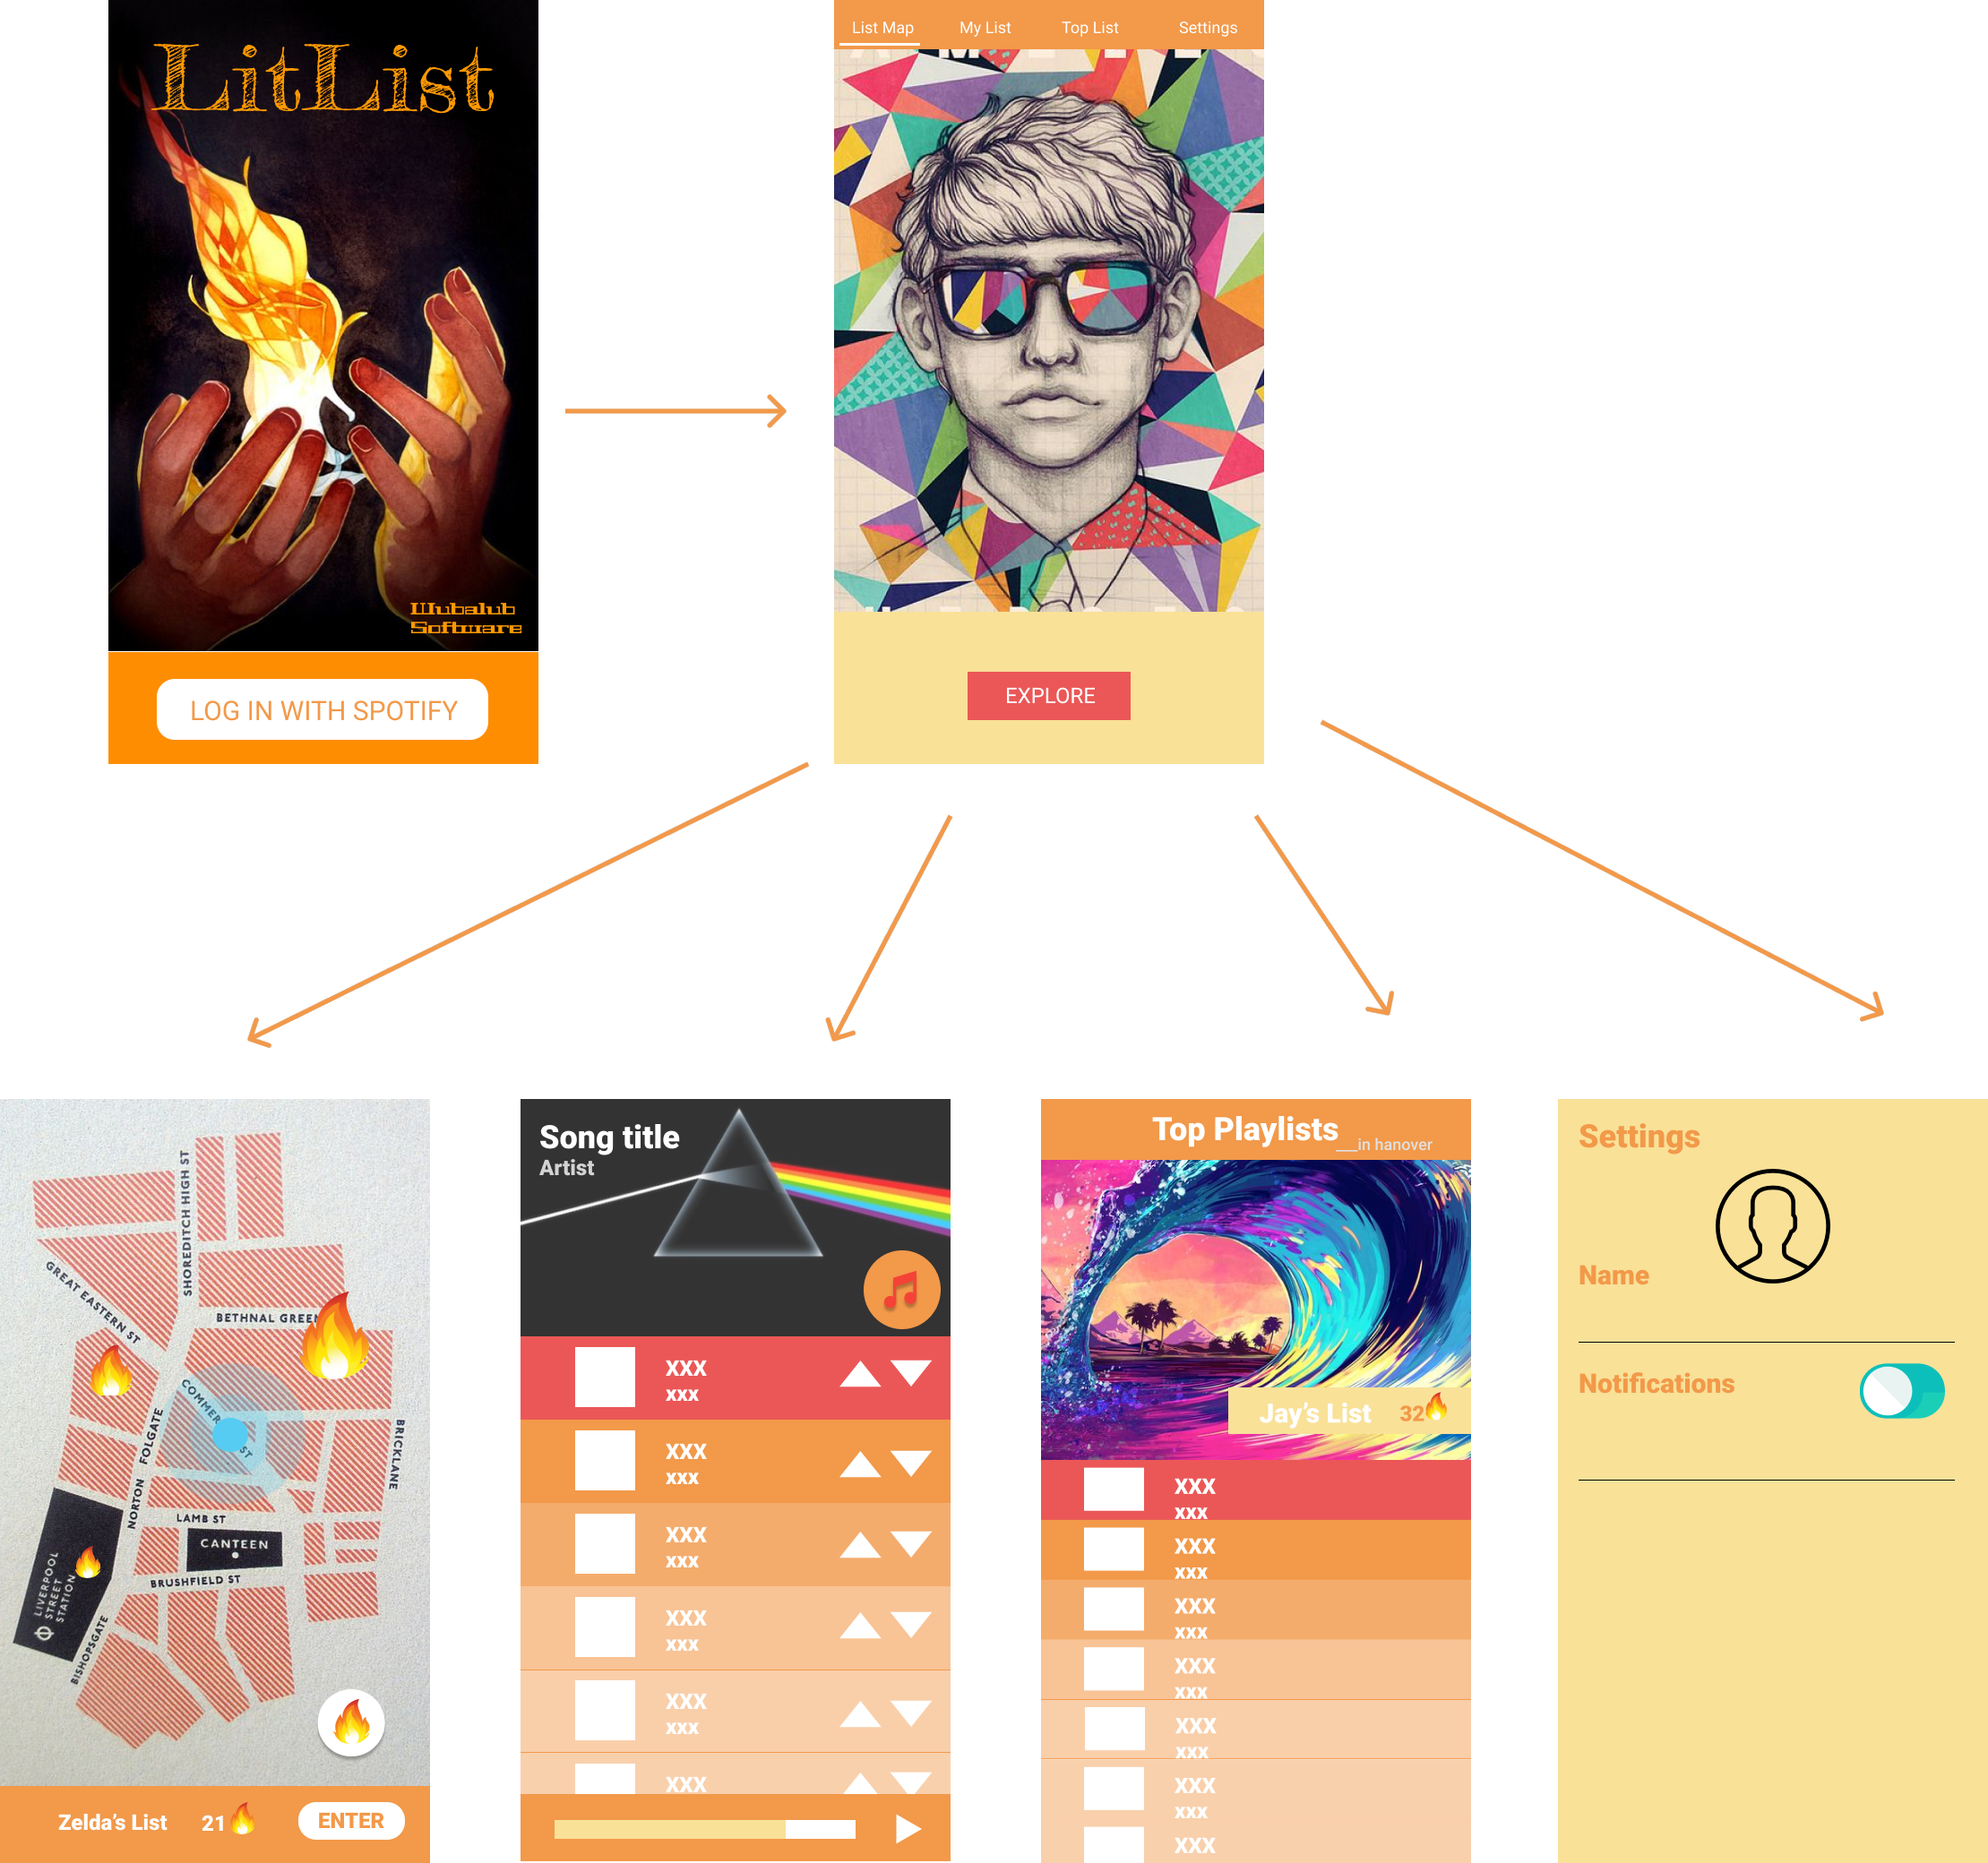 LitList
Wubalub
Software
LOG IN WITH SPOTIFY
List Map My List Top List Settings
EXPLORE
SHOREDITCH HIGH ST
GREAT EASTERN ST
BETHNAL GREEN
COMMER ST
FOLGATE
NORTON
BRICKLANE
LAMB ST
CANTEEN
LIVERPOOL
STREET
STATION
BRUSHFIELD ST
BISHOPSGATE
Zelda's List 21 ENTER
Song title
Artist
XXX
xxx
XXX
xxx
XXX
xxx
XXX
xxx
XXX
xxx
XXX
Top Playlists __in hanover
Jay's List 32
XXX
xxx
XXX
xxx
XXX
xxx
XXX
xxx
XXX
xxx
XXX
xxx
XXX
Settings
Name
Notifications